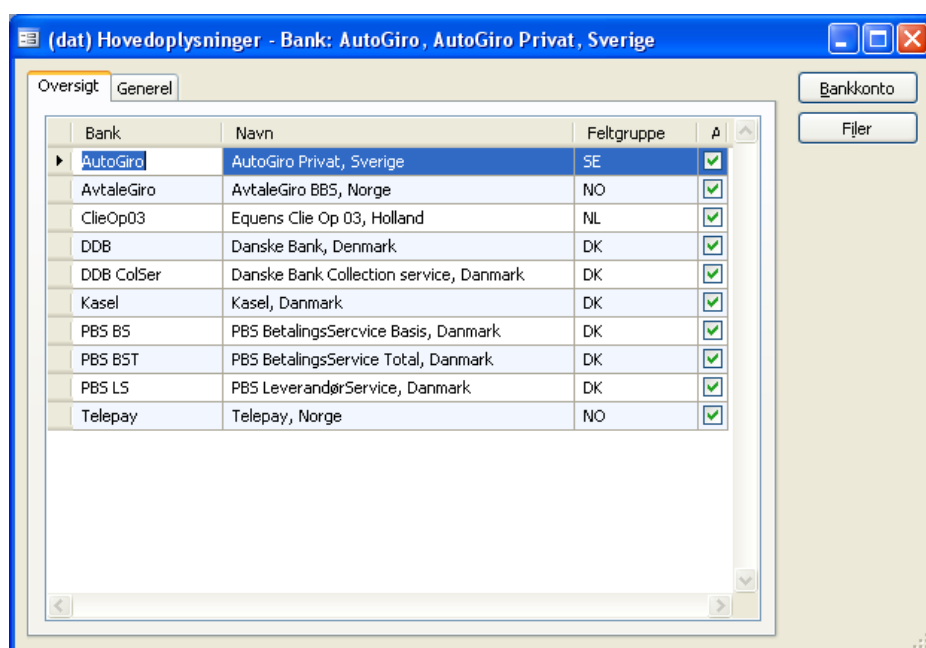 (dat) Hovedoplysninger - Bank: AutoGiro, AutoGiro Privat, Sverige
Oversigt Generel
Bankkonto
Filer
Bank Navn Feltgruppe A
AutoGiro AutoGiro Privat, Sverige SE
AvtaleGiro AvtaleGiro BBS, Norge NO
ClieOp03 Equens Clie Op 03, Holland NL
DDB Danske Bank, Denmark DK
DDB ColSer Danske Bank Collection service, Danmark DK
Kasel Kasel, Danmark DK
PBS BS PBS BetalingsSercvice Basis, Danmark DK
PBS BST PBS BetalingsService Total, Danmark DK
PBS LS PBS LeverandørService, Danmark DK
Telepay Telepay, Norge NO